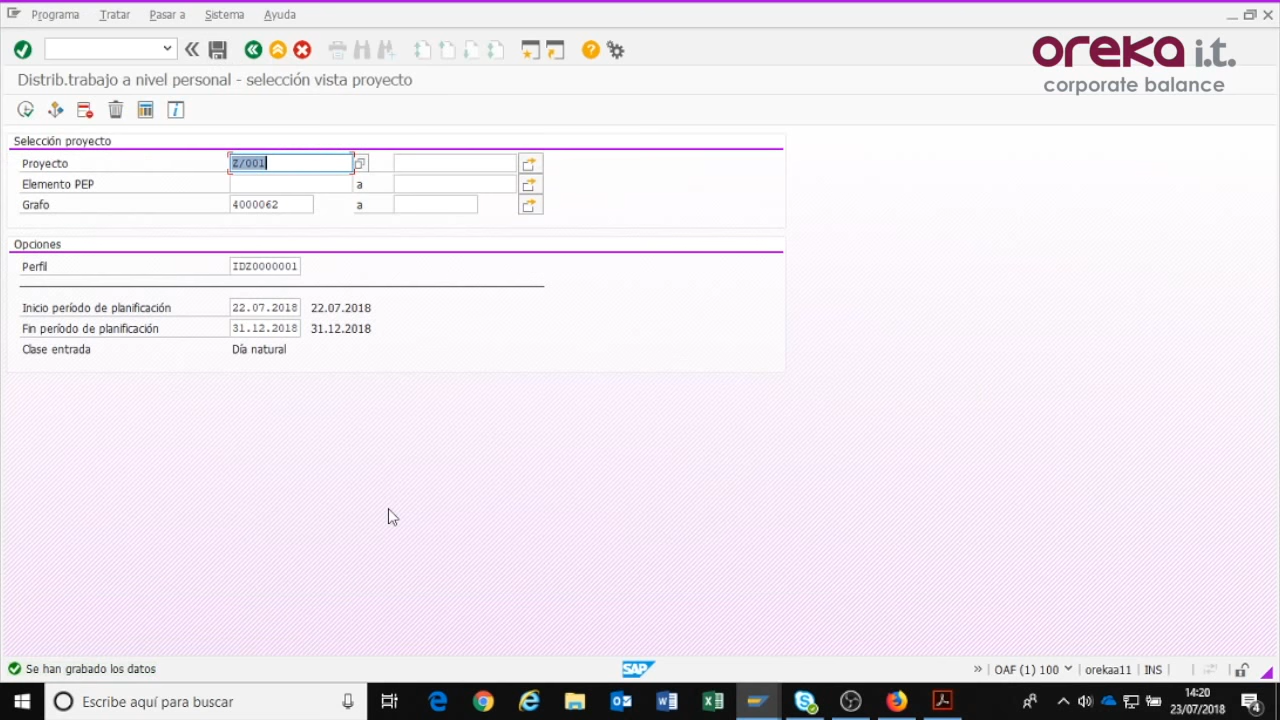 Programa Tratar Pasar a Sistema Ayuda
oreka i.t.
corporate balance
Distrib.trabajo a nivel personal - selección vista proyecto
Selección proyecto
Proyecto Z/001
Elemento PEP a
Grafo 4000062 a
Opciones
Perfil IDZ0000001
Inicio período de planificación 22.07.2018 22.07.2018
Fin período de planificación 31.12.2018 31.12.2018
Clase entrada Día natural
Se han grabado los datos SAP » OAF (1) 100 orekaa11 INS
Escribe aquí para buscar 14:20
23/07/2018 4